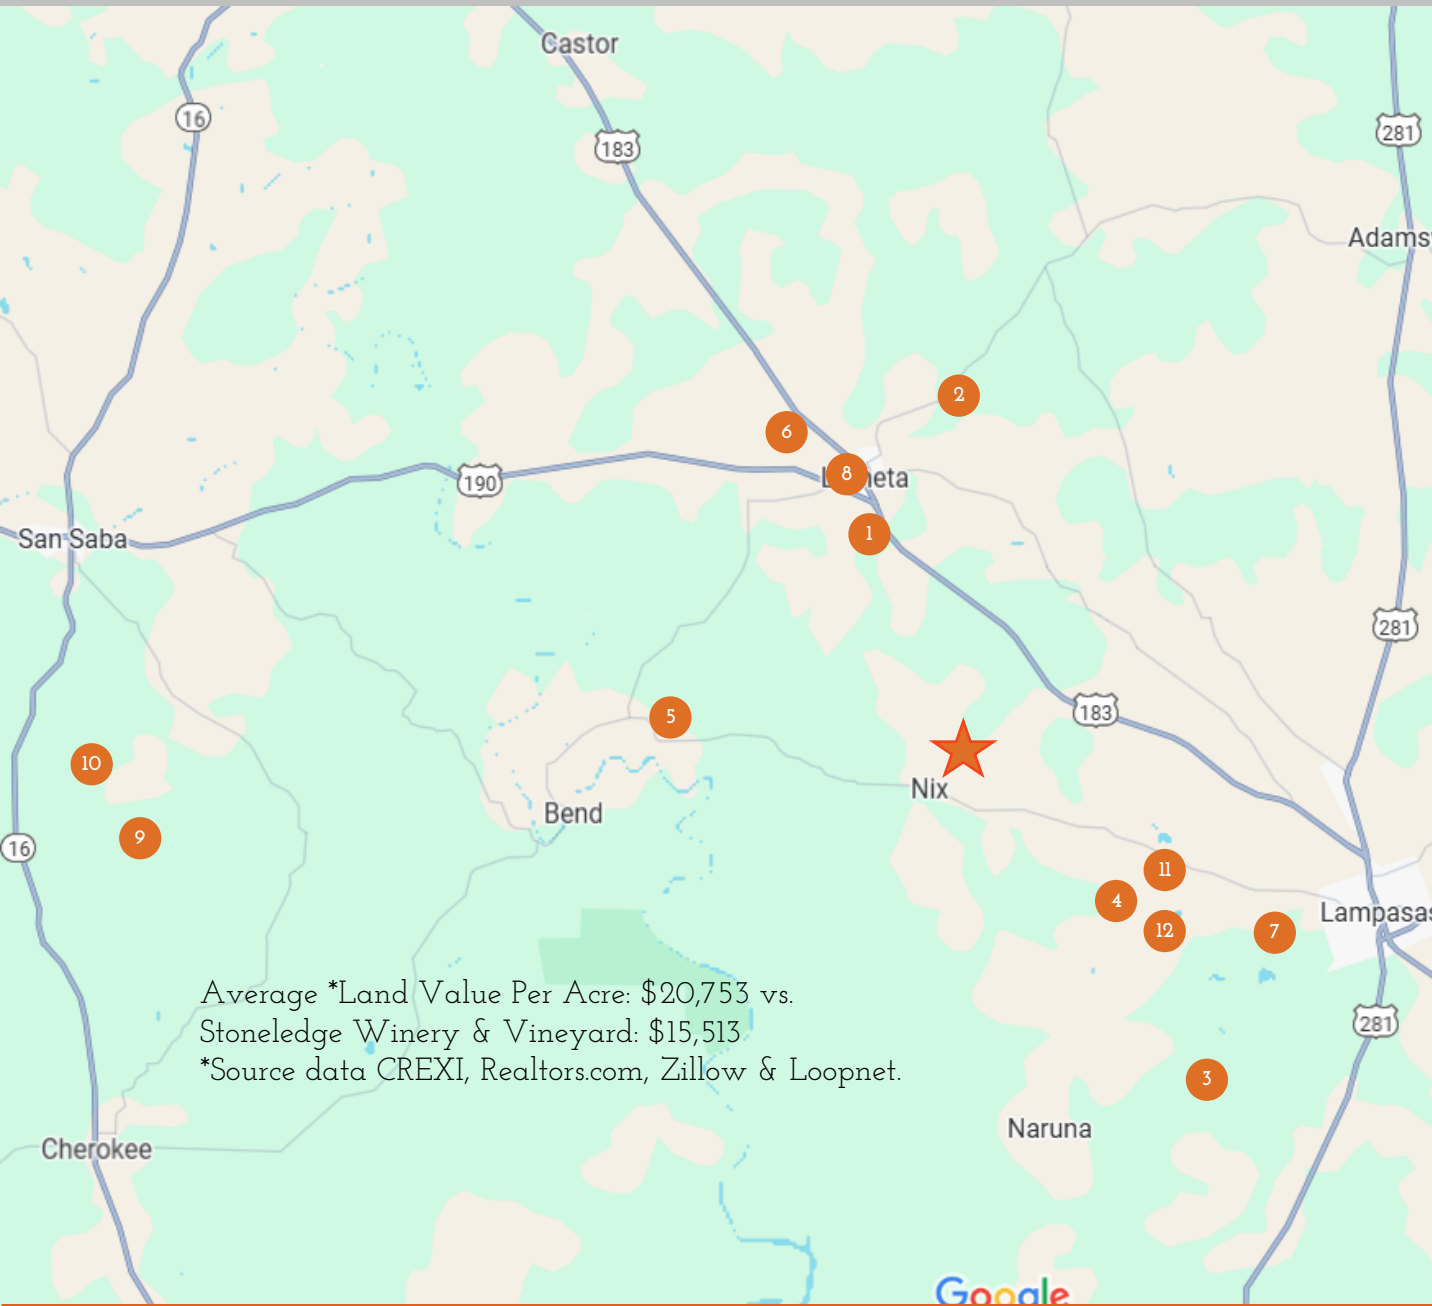 Castor
16
183
281
Adams
2
6
8
190
San Saba
1
281
5
183
10
Nix
Bend
9
16
11
4
Lampasas
12
7
Average *Land Value Per Acre: $20,753 vs.
Stoneledge Winery & Vineyard: $15,513
*Source data CREXI, Realtors.com, Zillow & Loopnet.
281
3
Naruna
Cherokee
Google